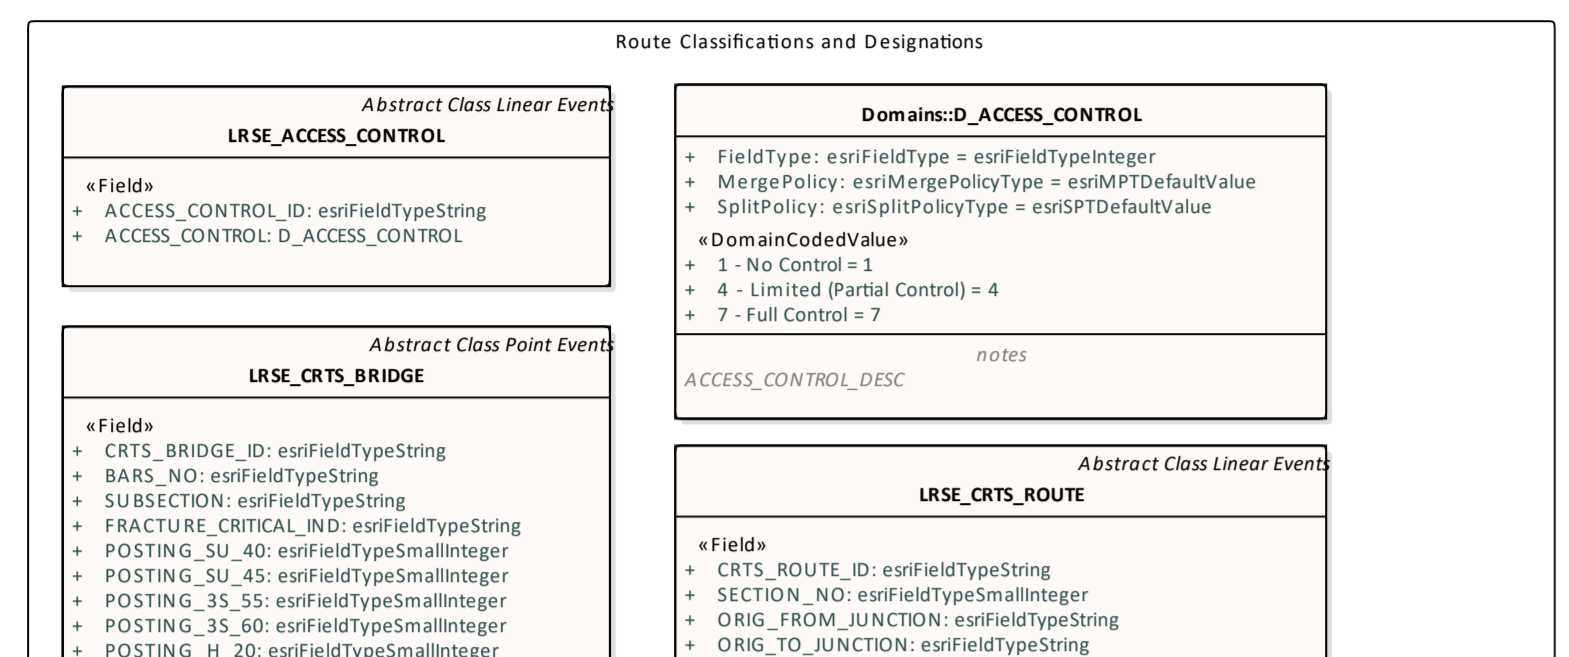 Route Classifications and Designations
Abstract Class Linear Events
LRSE_ACCESS_CONTROL
«Field»
+ ACCESS_CONTROL_ID: esriFieldTypeString
+ ACCESS_CONTROL: D_ACCESS_CONTROL
Domains::D_ACCESS_CONTROL
+ FieldType: esriFieldType = esriFieldTypeInteger
+ MergePolicy: esriMergePolicyType = esriMPTDefaultValue
+ SplitPolicy: esriSplitPolicyType = esriSPTDefaultValue
«DomainCodedValue»
+ 1 - No Control = 1
+ 4 - Limited (Partial Control) = 4
+ 7 - Full Control = 7
notes
ACCESS_CONTROL_DESC
Abstract Class Point Events
LRSE_CRTS_BRIDGE
«Field»
+ CRTS_BRIDGE_ID: esriFieldTypeString
+ BARS_NO: esriFieldTypeString
+ SUBSECTION: esriFieldTypeString
+ FRACTURE_CRITICAL_IND: esriFieldTypeString
+ POSTING_SU_40: esriFieldTypeSmallInteger
+ POSTING_SU_45: esriFieldTypeSmallInteger
+ POSTING_3S_55: esriFieldTypeSmallInteger
+ POSTING_3S_60: esriFieldTypeSmallInteger
+ POSTING_H_20: esriFieldTypeSmallInteger
Abstract Class Linear Events
LRSE_CRTS_ROUTE
«Field»
+ CRTS_ROUTE_ID: esriFieldTypeString
+ SECTION_NO: esriFieldTypeSmallInteger
+ ORIG_FROM_JUNCTION: esriFieldTypeString
+ ORIG_TO_JUNCTION: esriFieldTypeString